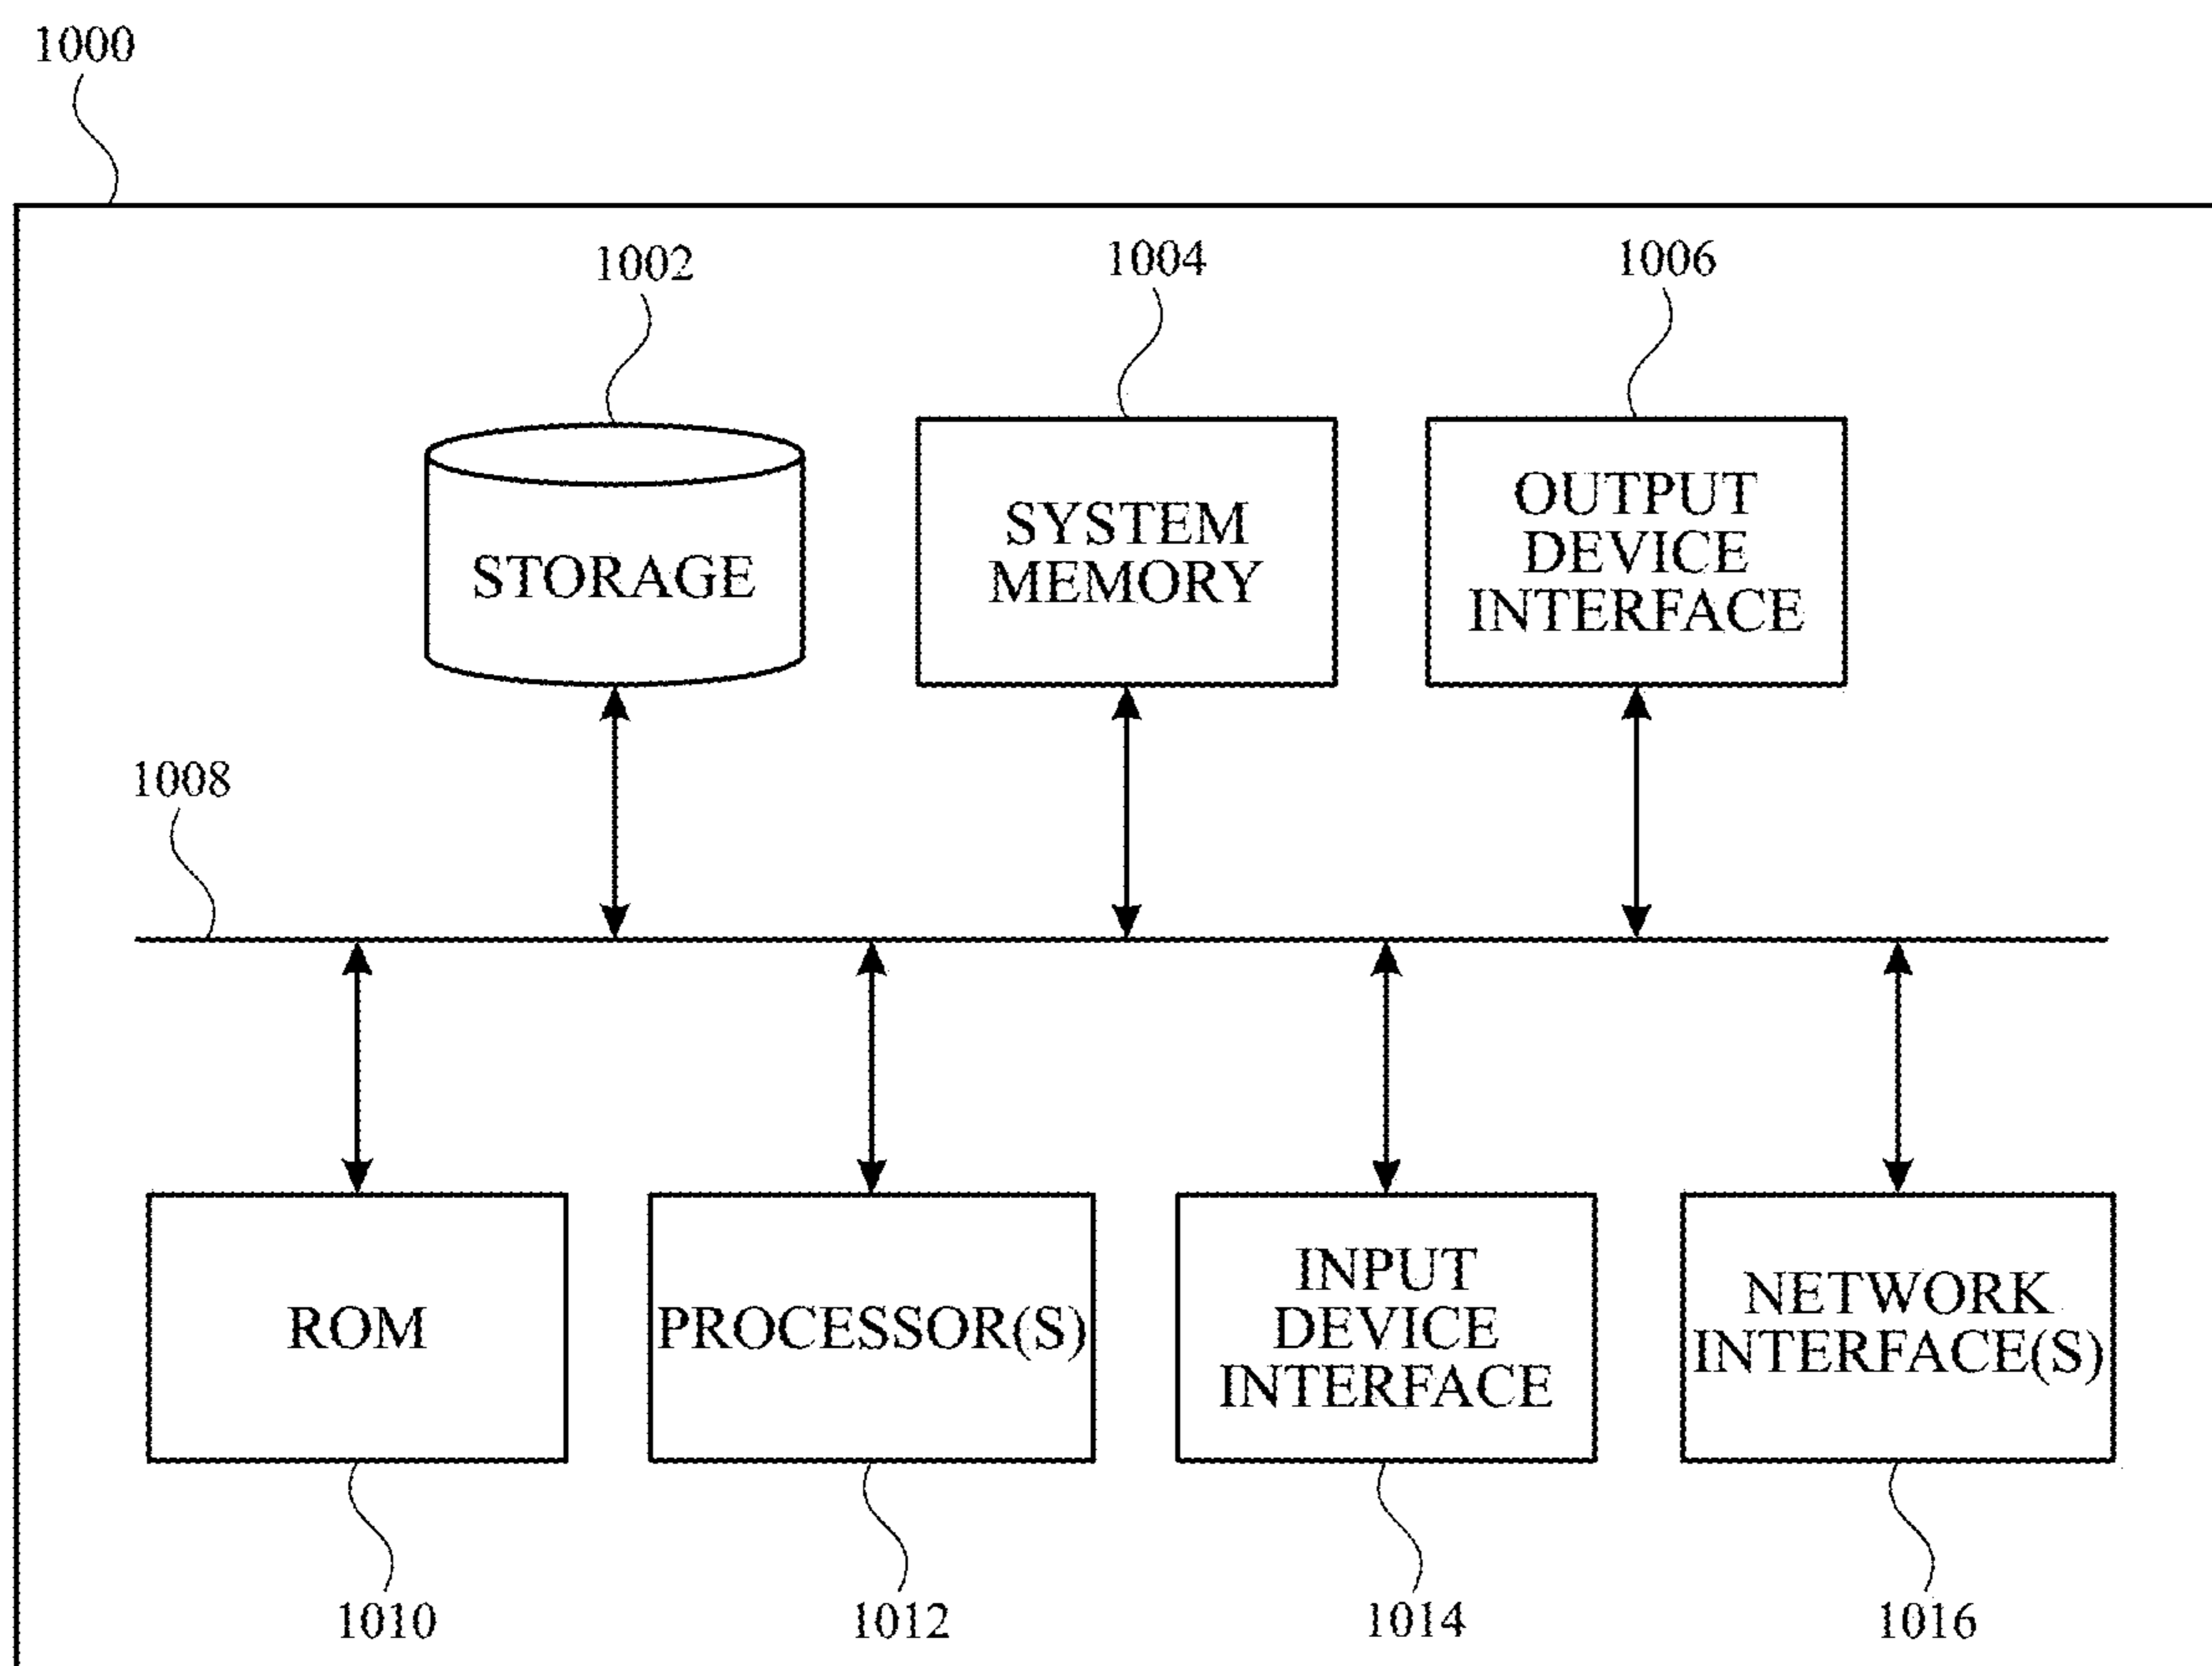 1000
1002
1004
1006
STORAGE
SYSTEM
MEMORY
OUTPUT
DEVICE
INTERFACE
1008
ROM
PROCESSOR(S)
INPUT
DEVICE
INTERFACE
NETWORK
INTERFACE(S)
1010
1012
1014
1016